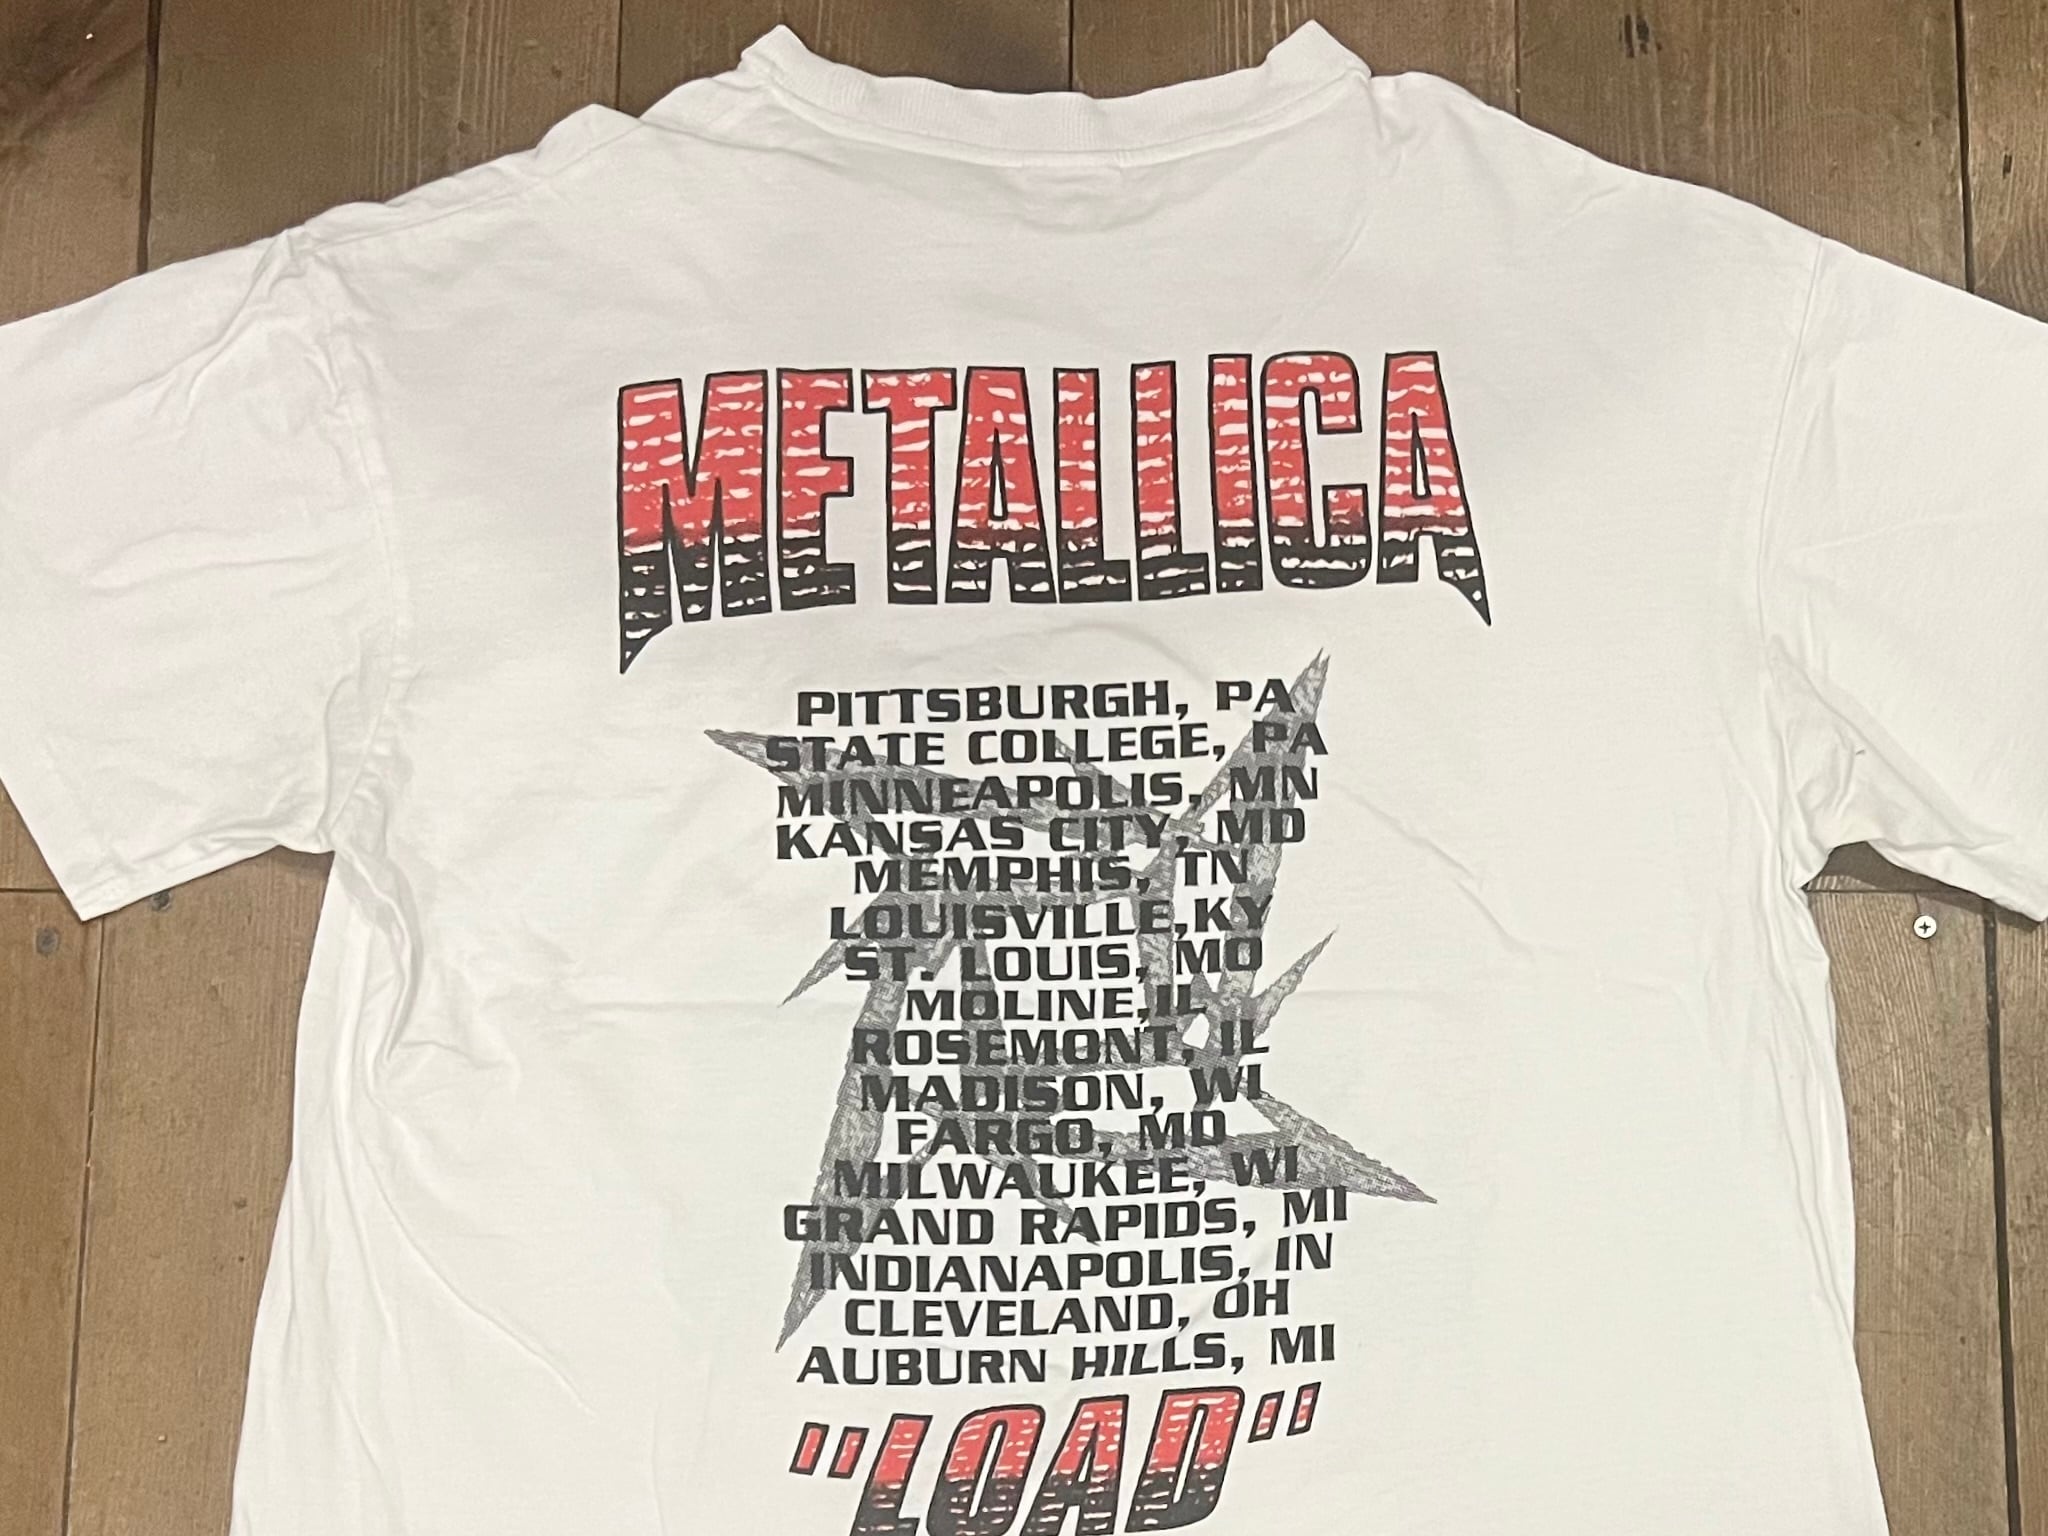 METALLICA
PITTSBURGH, PA
STATE COLLEGE, PA
MINNEAPOLIS, MN
KANSAS CITY, MD
MEMPHIS, TN
LOUISVILLE,KY
ST. LOUIS, MO
MOLINE,IL
ROSEMONT, IL
MADISON, WI
FARGO, MD
MILWAUKEE, WI
GRAND RAPIDS, MI
INDIANAPOLIS, IN
CLEVELAND, OH
AUBURN HILLS, MI
"LOAD"